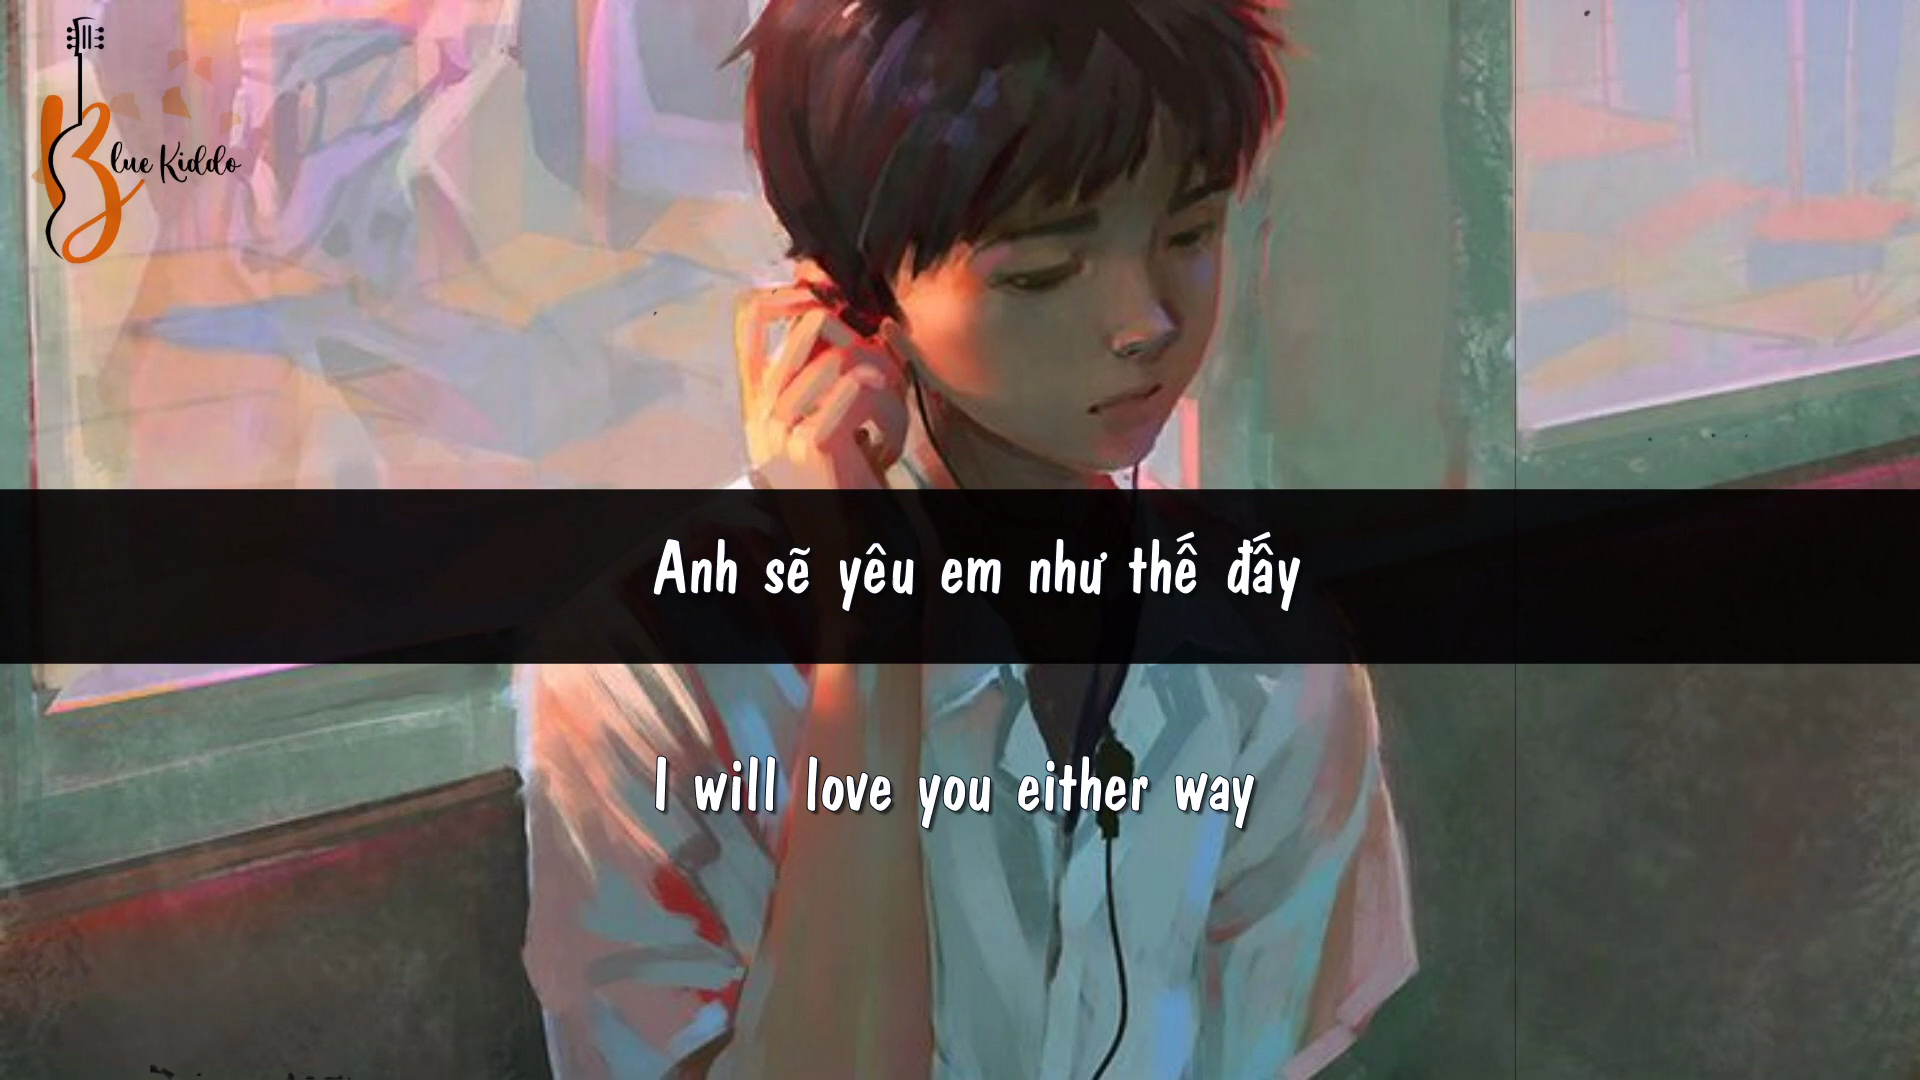 Blue Kiddo
Anh sẽ yêu em như thế đấy
I will love you either way